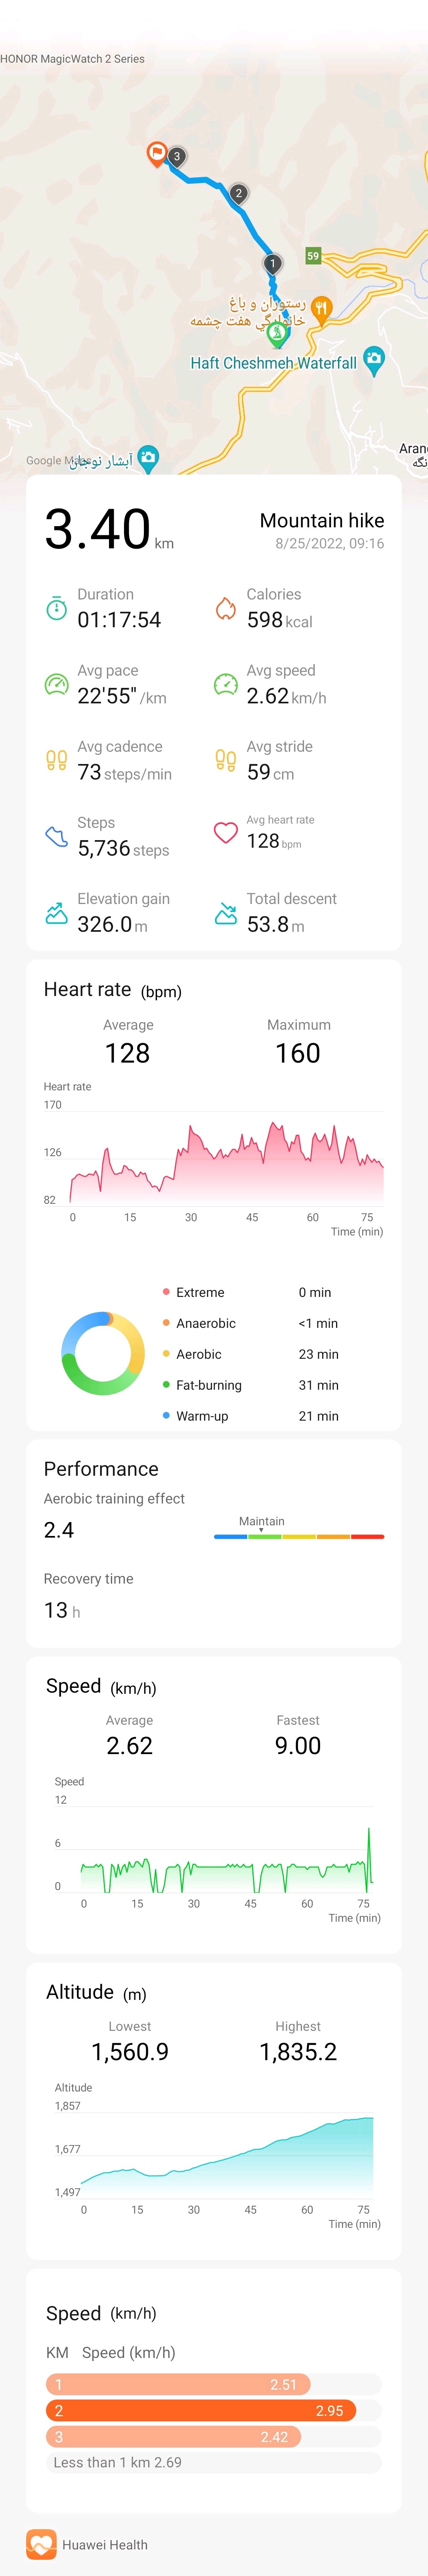 HONOR MagicWatch 2 Series
3
2
59
1
رستوران و باغ
خانوادگی هفت چشمه
Haft Cheshmeh Waterfall
Google Maps
آبشار نوجان
3.40 km
Mountain hike
8/25/2022, 09:16
Duration
01:17:54
Calories
598 kcal
Avg pace
22'55" /km
Avg speed
2.62 km/h
Avg cadence
73 steps/min
Avg stride
59 cm
Steps
5,736 steps
Avg heart rate
128 bpm
Elevation gain
326.0 m
Total descent
53.8 m
Heart rate (bpm)
Average
128
Maximum
160
Heart rate
170
126
82
0 15 30 45 60 75
Time (min)
Extreme 0 min
Anaerobic <1 min
Aerobic 23 min
Fat-burning 31 min
Warm-up 21 min
Performance
Aerobic training effect
2.4
Maintain
Recovery time
13 h
Speed (km/h)
Average
2.62
Fastest
9.00
Speed
12
6
0
0 15 30 45 60 75
Time (min)
Altitude (m)
Lowest
1,560.9
Highest
1,835.2
Altitude
1,857
1,677
1,497
0 15 30 45 60 75
Time (min)
Speed (km/h)
KM Speed (km/h)
1 2.51
2 2.95
3 2.42
Less than 1 km 2.69
Huawei Health